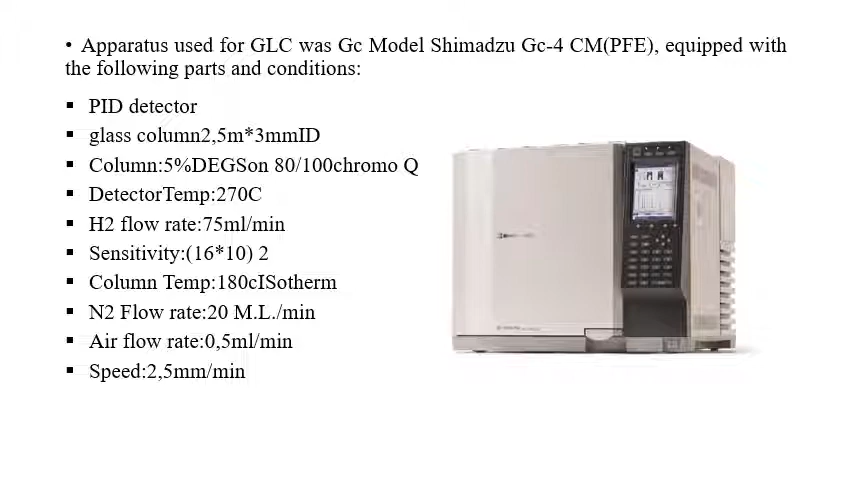 • Apparatus used for GLC was Gc Model Shimadzu Gc-4 CM(PFE), equipped with
the following parts and conditions:
▪ PID detector
▪ glass column2,5m*3mmID
▪ Column:5%DEGSon 80/100chromo Q
▪ DetectorTemp:270C
▪ H2 flow rate:75ml/min
▪ Sensitivity:(16*10) 2
▪ Column Temp:180cISotherm
▪ N2 Flow rate:20 M.L./min
▪ Air flow rate:0,5ml/min
▪ Speed:2,5mm/min